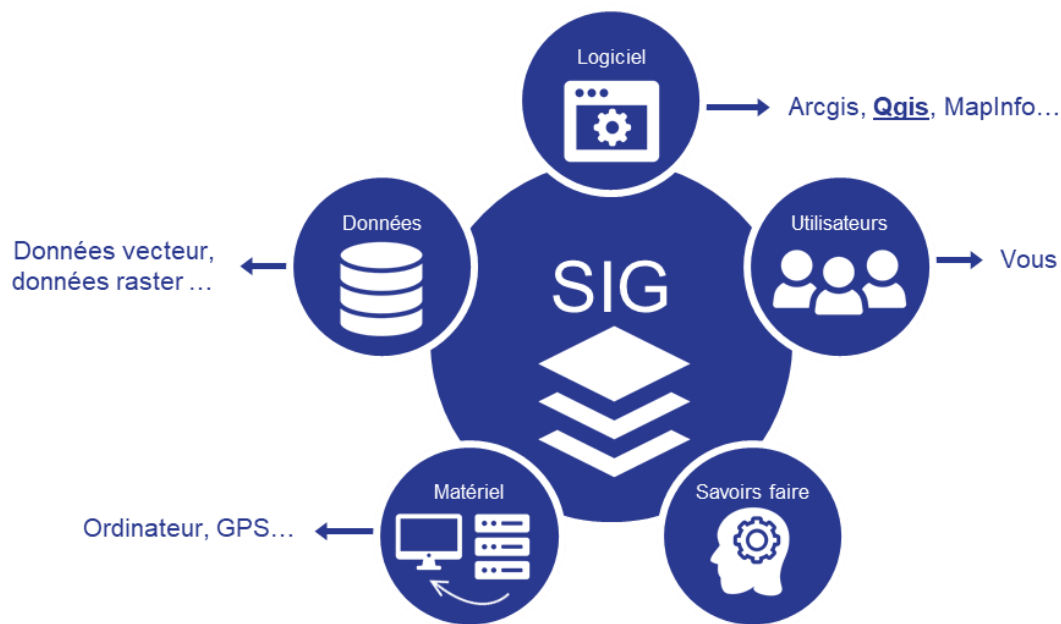 Logiciel
Arcgis, Qgis, MapInfo…
Données
Utilisateurs
Données vecteur,
données raster …
SIG
Vous
Matériel
Savoirs faire
Ordinateur, GPS…